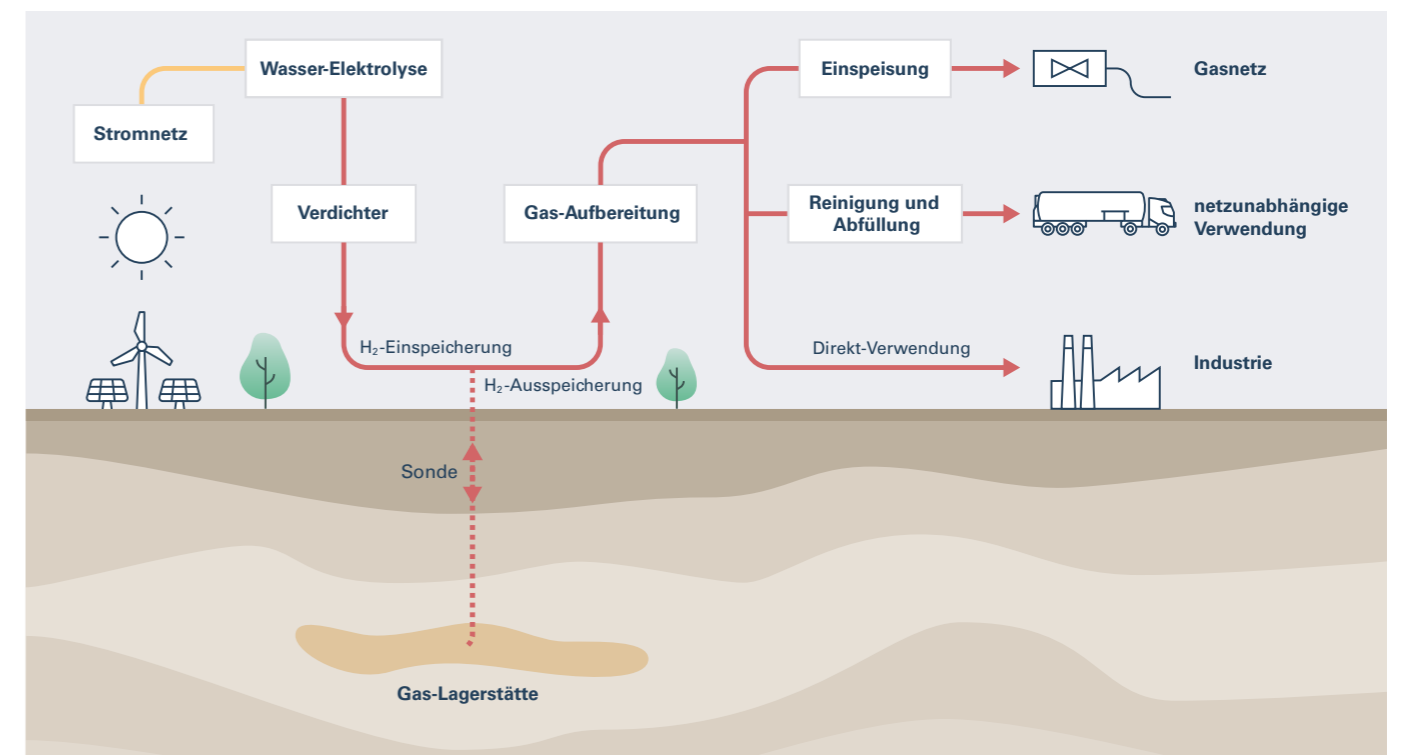 Wasser-Elektrolyse
Stromnetz
Verdichter
Gas-Aufbereitung
Einspeisung
Gasnetz
Reinigung und
Abfüllung
netzunabhängige
Verwendung
H₂-Einspeicherung
H₂-Ausspeicherung
Direkt-Verwendung
Industrie
Sonde
Gas-Lagerstätte